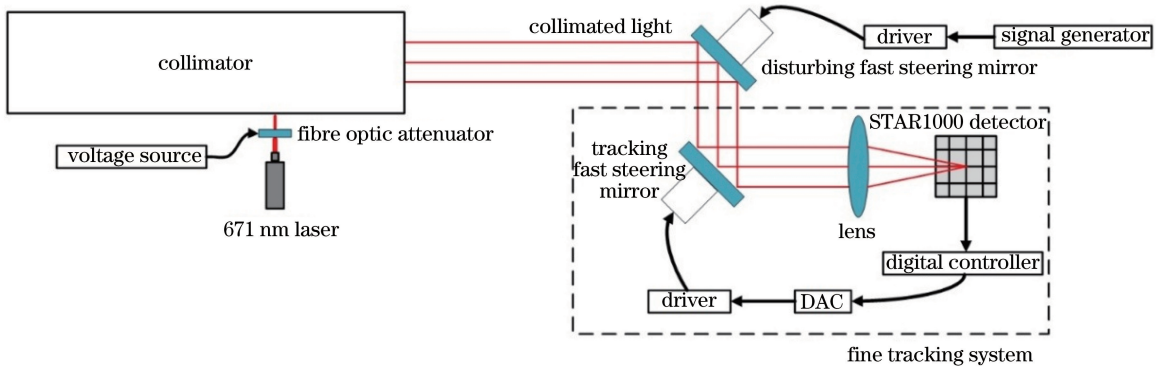 collimated light
driver
signal generator
collimator
disturbing fast steering mirror
STAR1000 detector
fibre optic attenuator
voltage source
tracking
fast steering
mirror
671 nm laser
lens
digital controller
driver
DAC
fine tracking system